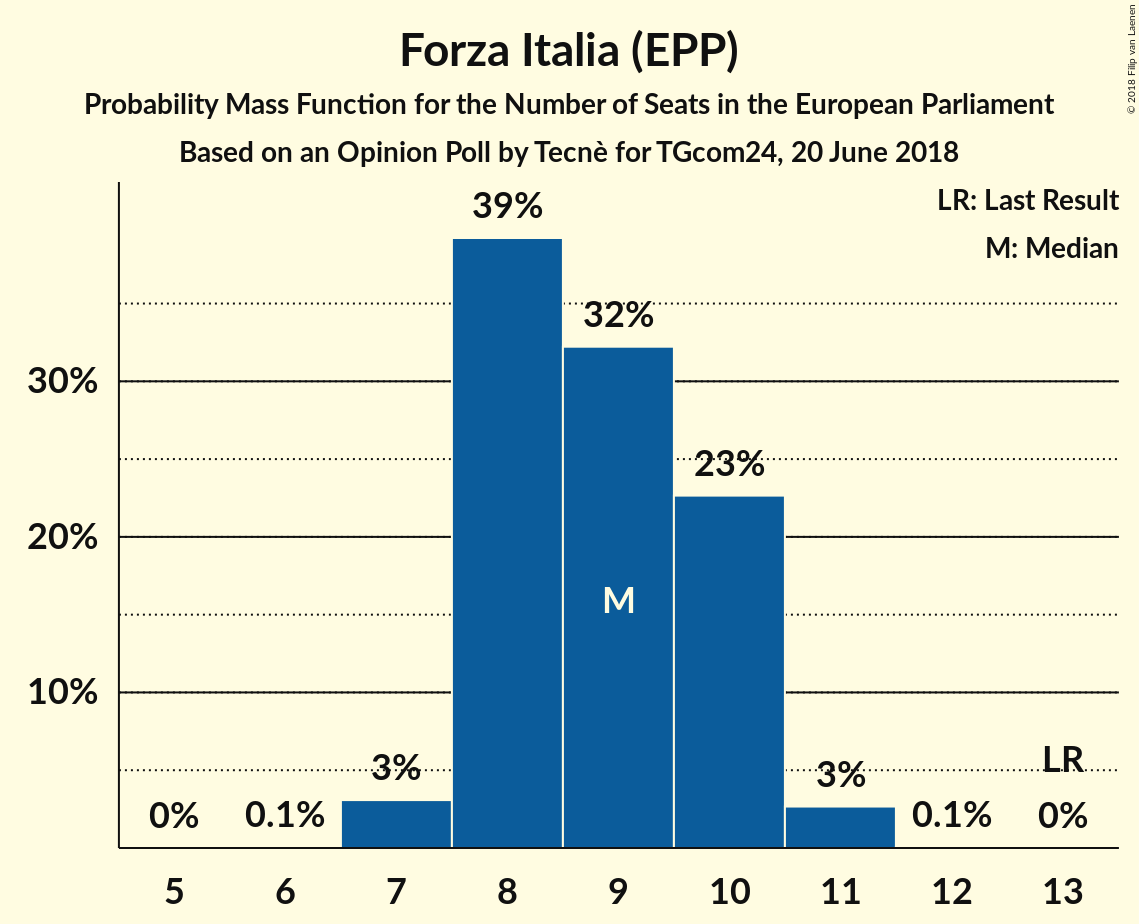 Forza Italia (EPP)
Probability Mass Function for the Number of Seats in the European Parliament
Based on an Opinion Poll by Tecnè for TGcom24, 20 June 2018
© 2018 Filip van Laenen
LR: Last Result
M: Median
39%
32%
30%
23%
20%
M
10%
LR
3%
3%
0%
0.1%
0.1%
0%
5 6 7 8 9 10 11 12 13